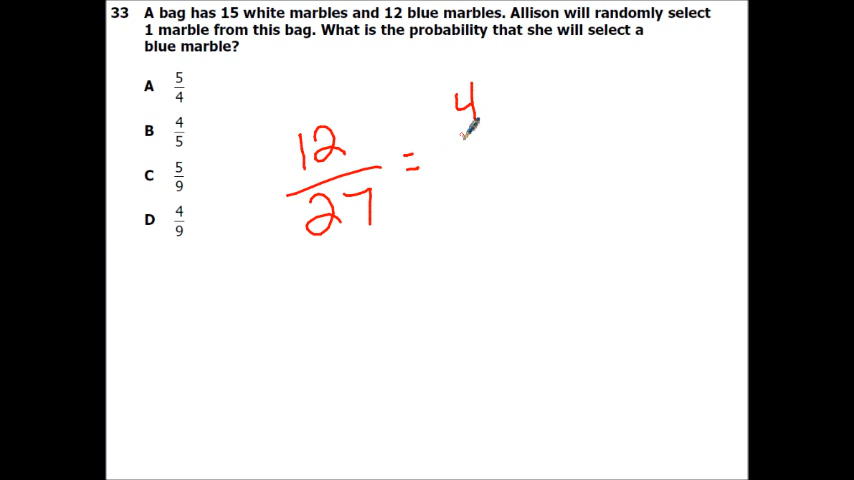 33 A bag has 15 white marbles and 12 blue marbles. Allison will randomly select
1 marble from this bag. What is the probability that she will select a
blue marble?
A 5/4
B 4/5
C 5/9
D 4/9
12/27 = 4